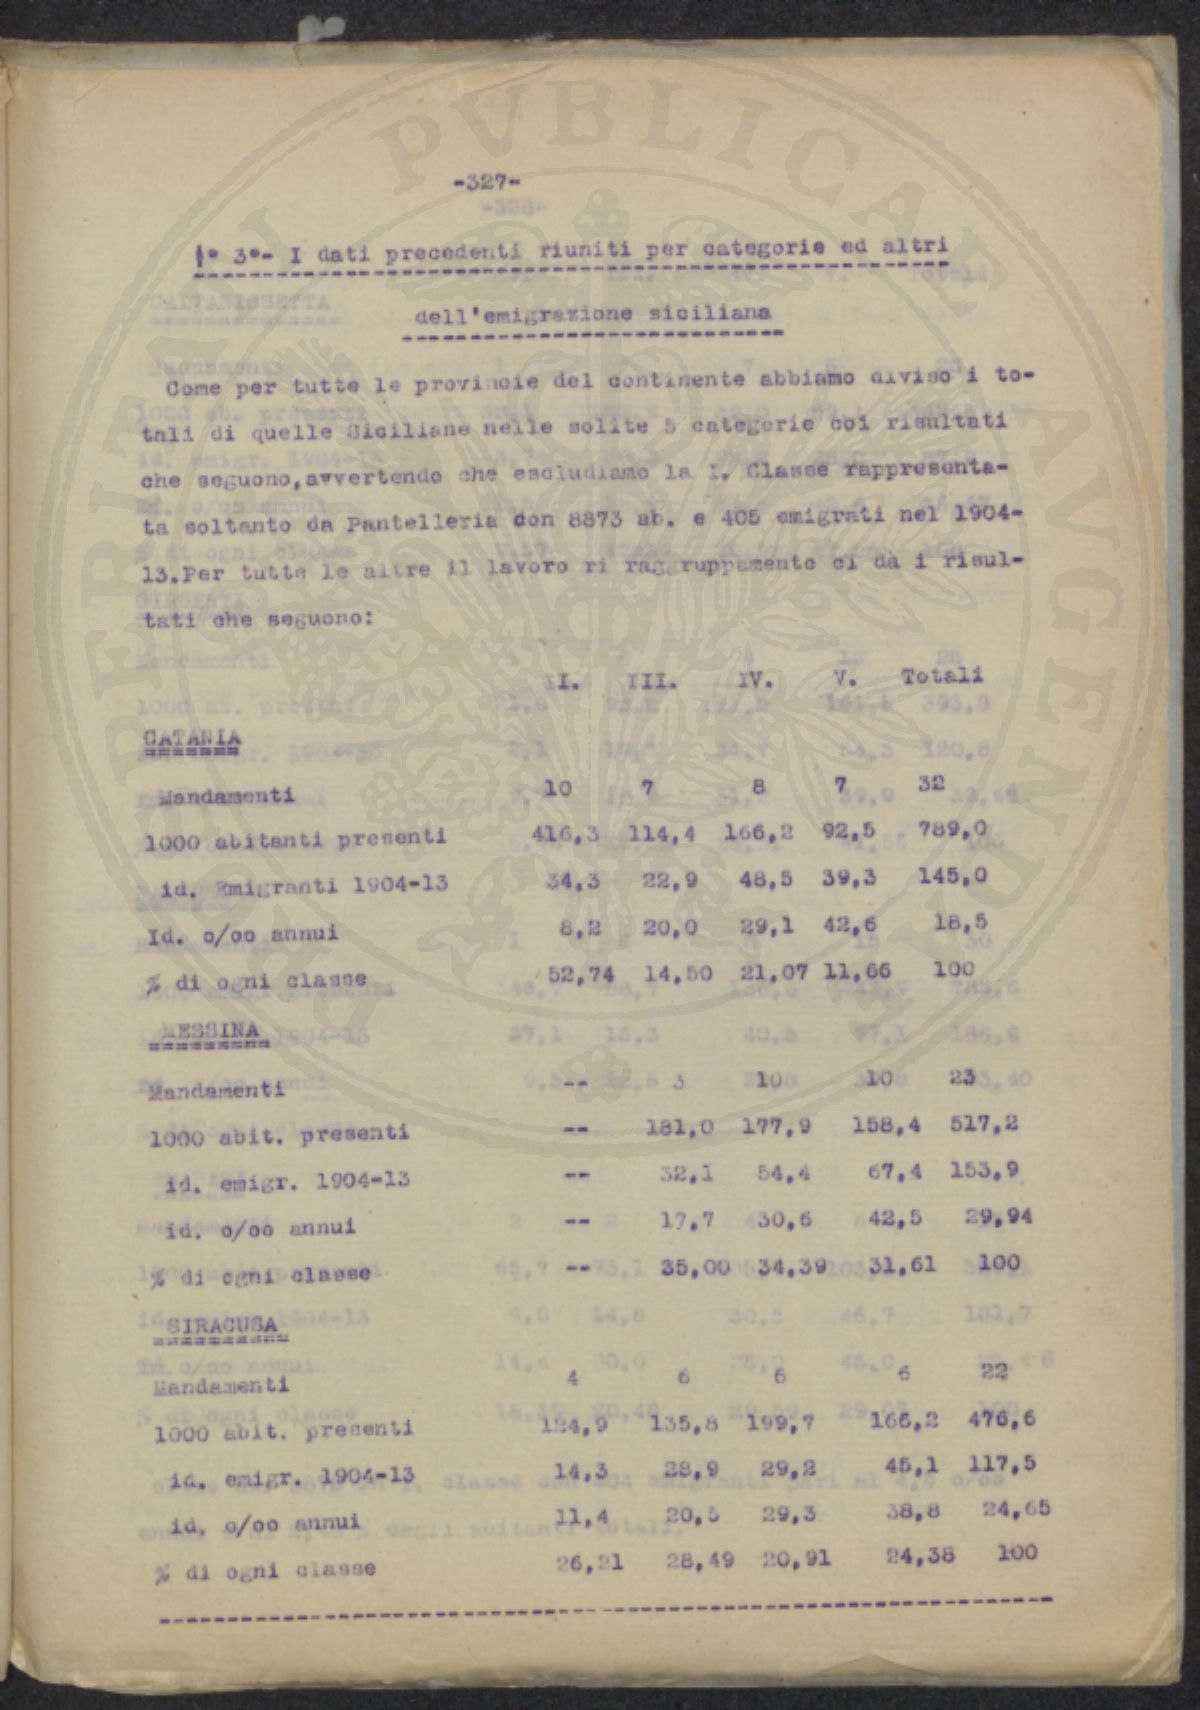 -327-
§° 3°- I dati precedenti riuniti per categorie ed altri
dell'emigrazione siciliana
Come per tutte le provincie del continente abbiamo diviso i to-
tali di quelle Siciliane nelle solite 5 categorie coi risultati
che seguono,avvertendo che escludiamo la I. Classe rappresenta-
ta soltanto da Pantelleria don 8873 ab. e 405 emigrati nel 1904-
13.Per tutte le altre il lavoro ri raggruppamento ci dà i risul-
tati che seguono:
II. III. IV. V. Totali
CATANIA
Mandamenti 10 7 8 7 32
1000 abitanti presenti 416,3 114,4 166,2 92,5 789,0
id. Emigranti 1904-13 34,3 22,9 48,5 39,3 145,0
Id. o/oo annui 8,2 20,0 29,1 42,6 18,5
% di ogni classe 52,74 14,50 21,07 11,66 100
MESSINA
Mandamenti -- 3 10 10 23
1000 abit. presenti -- 181,0 177,9 158,4 517,2
id. emigr. 1904-13 -- 32,1 54,4 67,4 153,9
id. o/oo annui -- 17,7 30,6 42,5 29,94
% di ogni classe -- 35,00 34,39 31,61 100
SIRACUSA
Mandamenti 4 6 6 6 22
1000 abit. presenti 124,9 135,8 199,7 166,2 476,6
id. emigr. 1904-13 14,3 28,9 29,2 45,1 117,5
id. o/oo annui 11,4 20,5 29,3 38,8 24,65
% di ogni classe 26,21 28,49 20,91 24,38 100